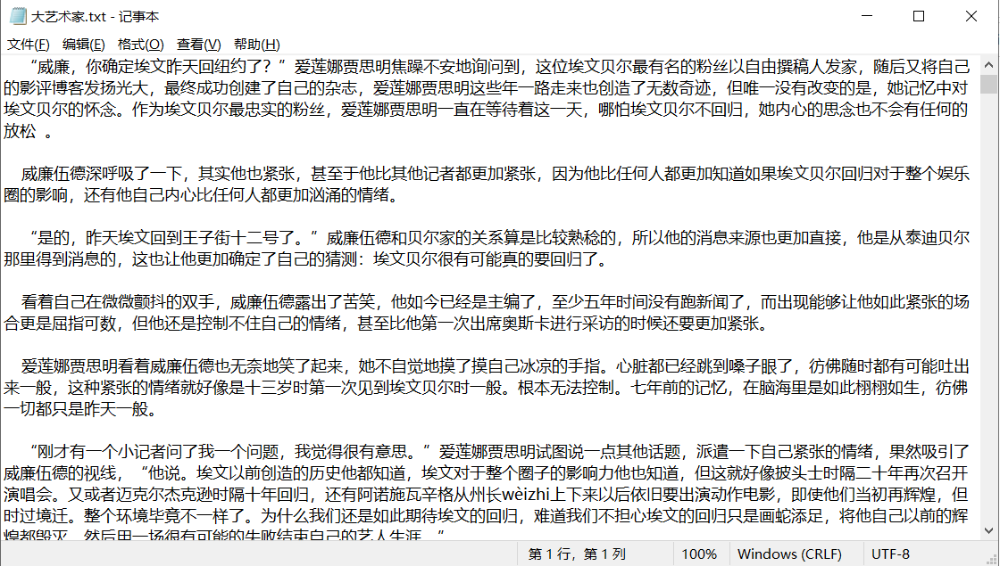 大艺术家.txt - 记事本
文件(F) 编辑(E) 格式(O) 查看(V) 帮助(H)
“威廉，你确定埃文昨天回纽约了？”爱莲娜贾思明焦躁不安地询问到，这位埃文贝尔最有名的粉丝以自由撰稿人发家，随后又将自己
的影评博客发扬光大，最终成功创建了自己的杂志，爱莲娜贾思明这些年一路走来也创造了无数奇迹，但唯一没有改变的是，她记忆中对
埃文贝尔的怀念。作为埃文贝尔最忠实的粉丝，爱莲娜贾思明一直在等待着这一天，哪怕埃文贝尔不回归，她内心的思念也不会有任何的
放松 。
威廉伍德深呼吸了一下，其实他也紧张，甚至于他比其他记者都更加紧张，因为他比任何人都更加知道如果埃文贝尔回归对于整个娱乐
圈的影响，还有他自己内心比任何人都更加汹涌的情绪。
“是的，昨天埃文回到王子街十二号了。”威廉伍德和贝尔家的关系算是比较熟稔的，所以他的消息来源也更加直接，他是从泰迪贝尔
那里得到消息的，这也让他更加确定了自己的猜测：埃文贝尔很有可能真的要回归了。
看着自己在微微颤抖的双手，威廉伍德露出了苦笑，他如今已经是主编了，至少五年时间没有跑新闻了，而出现能够让他如此紧张的场
合更是屈指可数，但他还是控制不住自己的情绪，甚至比他第一次出席奥斯卡进行采访的时候还要更加紧张。
爱莲娜贾思明看着威廉伍德也无奈地笑了起来，她不自觉地摸了摸自己冰凉的手指。心脏都已经跳到嗓子眼了，彷佛随时都有可能吐出
来一般，这种紧张的情绪就好像是十三岁时第一次见到埃文贝尔时一般。根本无法控制。七年前的记忆，在脑海里是如此栩栩如生，彷佛
一切都只是昨天一般。
“刚才有一个小记者问了我一个问题，我觉得很有意思。”爱莲娜贾思明试图说一点其他话题，派遣一下自己紧张的情绪，果然吸引了
威廉伍德的视线，“他说。埃文以前创造的历史他都知道，埃文对于整个圈子的影响力他也知道，但这就好像披头士时隔二十年再次召开
演唱会。又或者迈克尔杰克逊时隔十年回归，还有阿诺施瓦辛格从州长wèizhi上下来以后依旧要出演动作电影，即使他们当初再辉煌，但
时过境迁。整个环境毕竟不一样了。为什么我们还是如此期待埃文的回归，难道我们不担心埃文的回归只是画蛇添足，将他自己以前的辉
煌都毁灭，然后用一场很有可能的失败结束自己的艺人生涯。”
第 1 行，第 1 列 100% Windows (CRLF) UTF-8